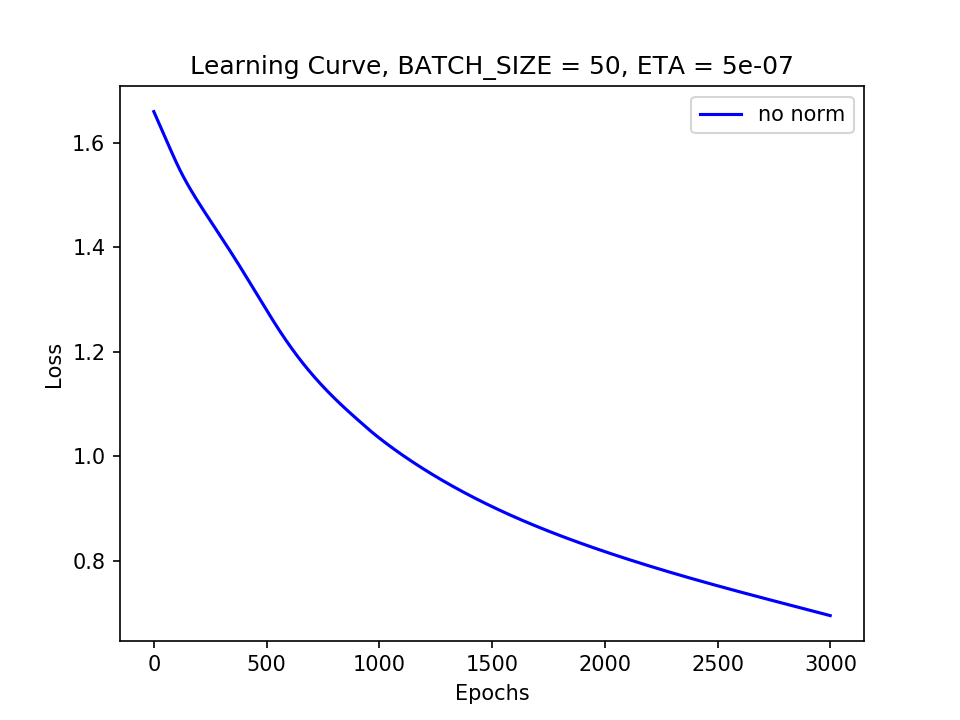 Learning Curve, BATCH_SIZE = 50, ETA = 5e-07
no norm
1.6
1.4
1.2
1.0
0.8
Loss
0 500 1000 1500 2000 2500 3000
Epochs